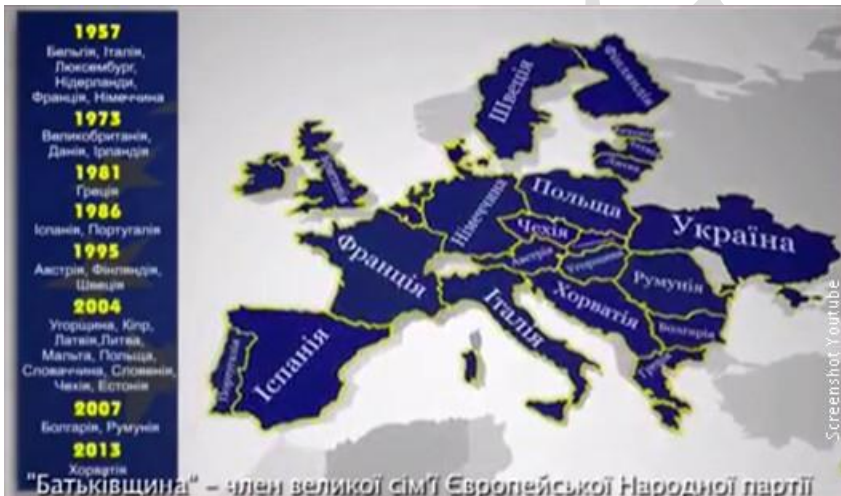 1957
Бельгія, Італія,
Люксембург,
Нідерланди,
Франція, Німеччина
1973
Великобританія,
Данія, Ірландія
1981
Греція
1986
Іспанія, Португалія
1995
Австрія, Фінляндія,
Швеція
2004
Угорщина, Кіпр,
Латвія,Литва,
Мальта, Польща,
Словаччина, Словенія,
Чехія, Естонія
2007
Болгарія, Румунія
2013
Хорватія
Фінляндія
Швеція
Литва
Польща
Німеччина
Чехія
Україна
Франція
Австрія
Угорщина
Румунія
Італія
Хорватія
Болгарія
Іспанія
Португалія
Греція
"Батьківщина" – член великої сім'ї Європейської Народної партії
Screenshot Youtube